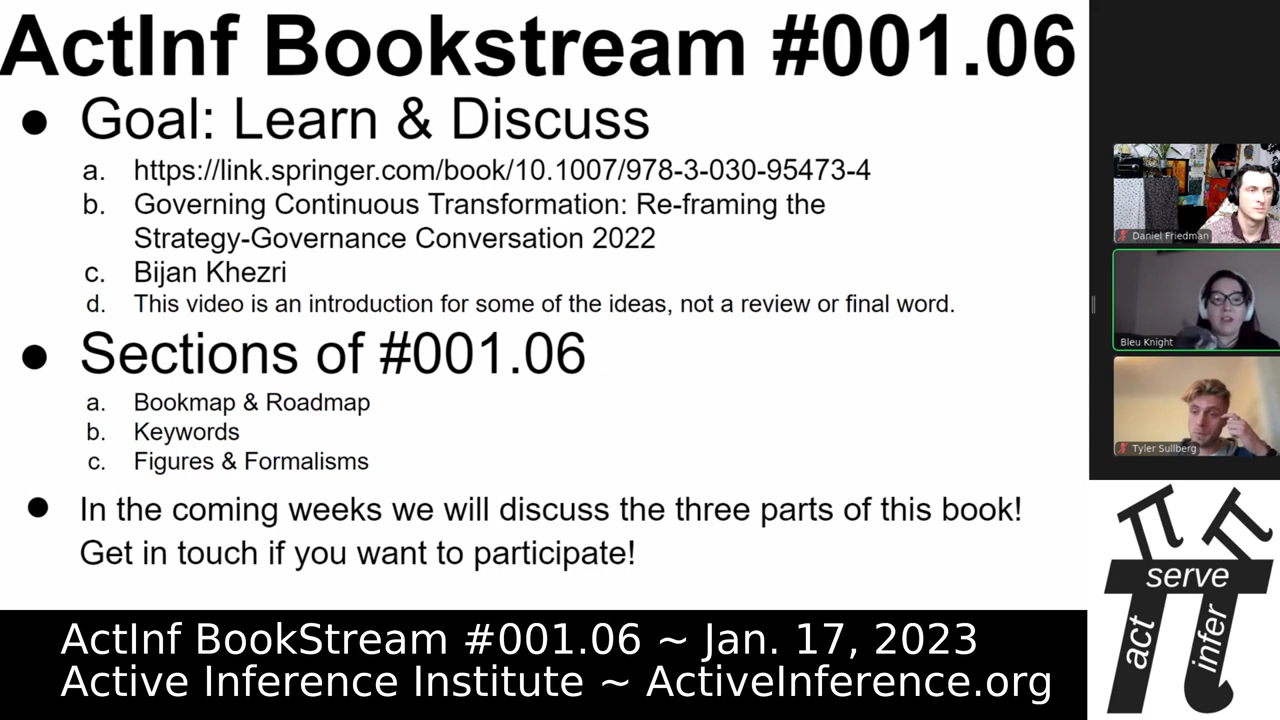 ActInf Bookstream #001.06
● Goal: Learn & Discuss
a. https://link.springer.com/book/10.1007/978-3-030-95473-4
b. Governing Continuous Transformation: Re-framing the
Strategy-Governance Conversation 2022
c. Bijan Khezri
d. This video is an introduction for some of the ideas, not a review or final word.
● Sections of #001.06
a. Bookmap & Roadmap
b. Keywords
c. Figures & Formalisms
● In the coming weeks we will discuss the three parts of this book!
Get in touch if you want to participate!
Daniel Friedman
Bleu Knight
Tyler Sullberg
serve
act
infer
ActInf BookStream #001.06 ~ Jan. 17, 2023
Active Inference Institute ~ ActiveInference.org